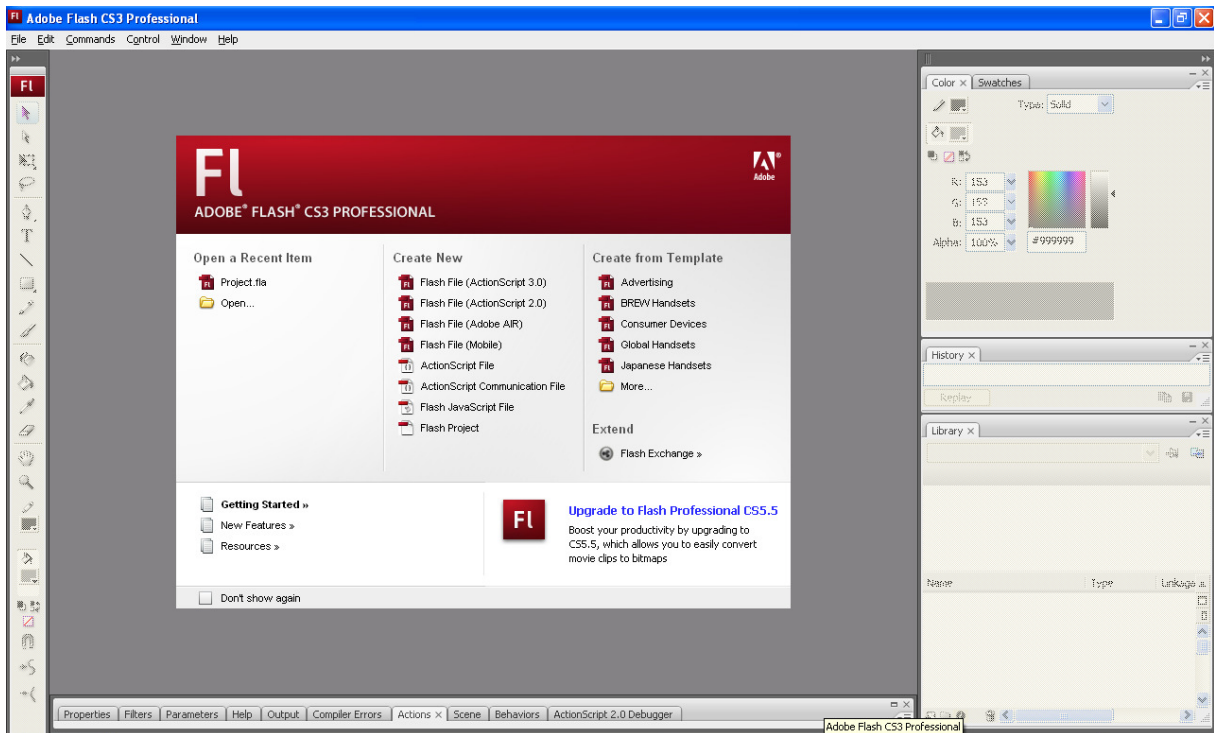 Adobe Flash CS3 Professional
File Edit Commands Control Window Help
Fl
Fl
Adobe
ADOBE® FLASH® CS3 PROFESSIONAL
Open a Recent Item
Project.fla
Open...
Create New
Flash File (ActionScript 3.0)
Flash File (ActionScript 2.0)
Flash File (Adobe AIR)
Flash File (Mobile)
ActionScript File
ActionScript Communication File
Flash JavaScript File
Flash Project
Create from Template
Advertising
BREW Handsets
Consumer Devices
Global Handsets
Japanese Handsets
More...
Extend
Flash Exchange »
Getting Started »
New Features »
Resources »
Fl
Upgrade to Flash Professional CS5.5
Boost your productivity by upgrading to
CS5.5, which allows you to easily convert
movie clips to bitmaps
Don't show again
Color × Swatches
Type: Solid
R: 153
G: 153
B: 153
Alpha: 100% #999999
History ×
Replay
Library ×
Name Type Linkage
Properties Filters Parameters Help Output Compiler Errors Actions × Scene Behaviors ActionScript 2.0 Debugger
Adobe Flash CS3 Professional